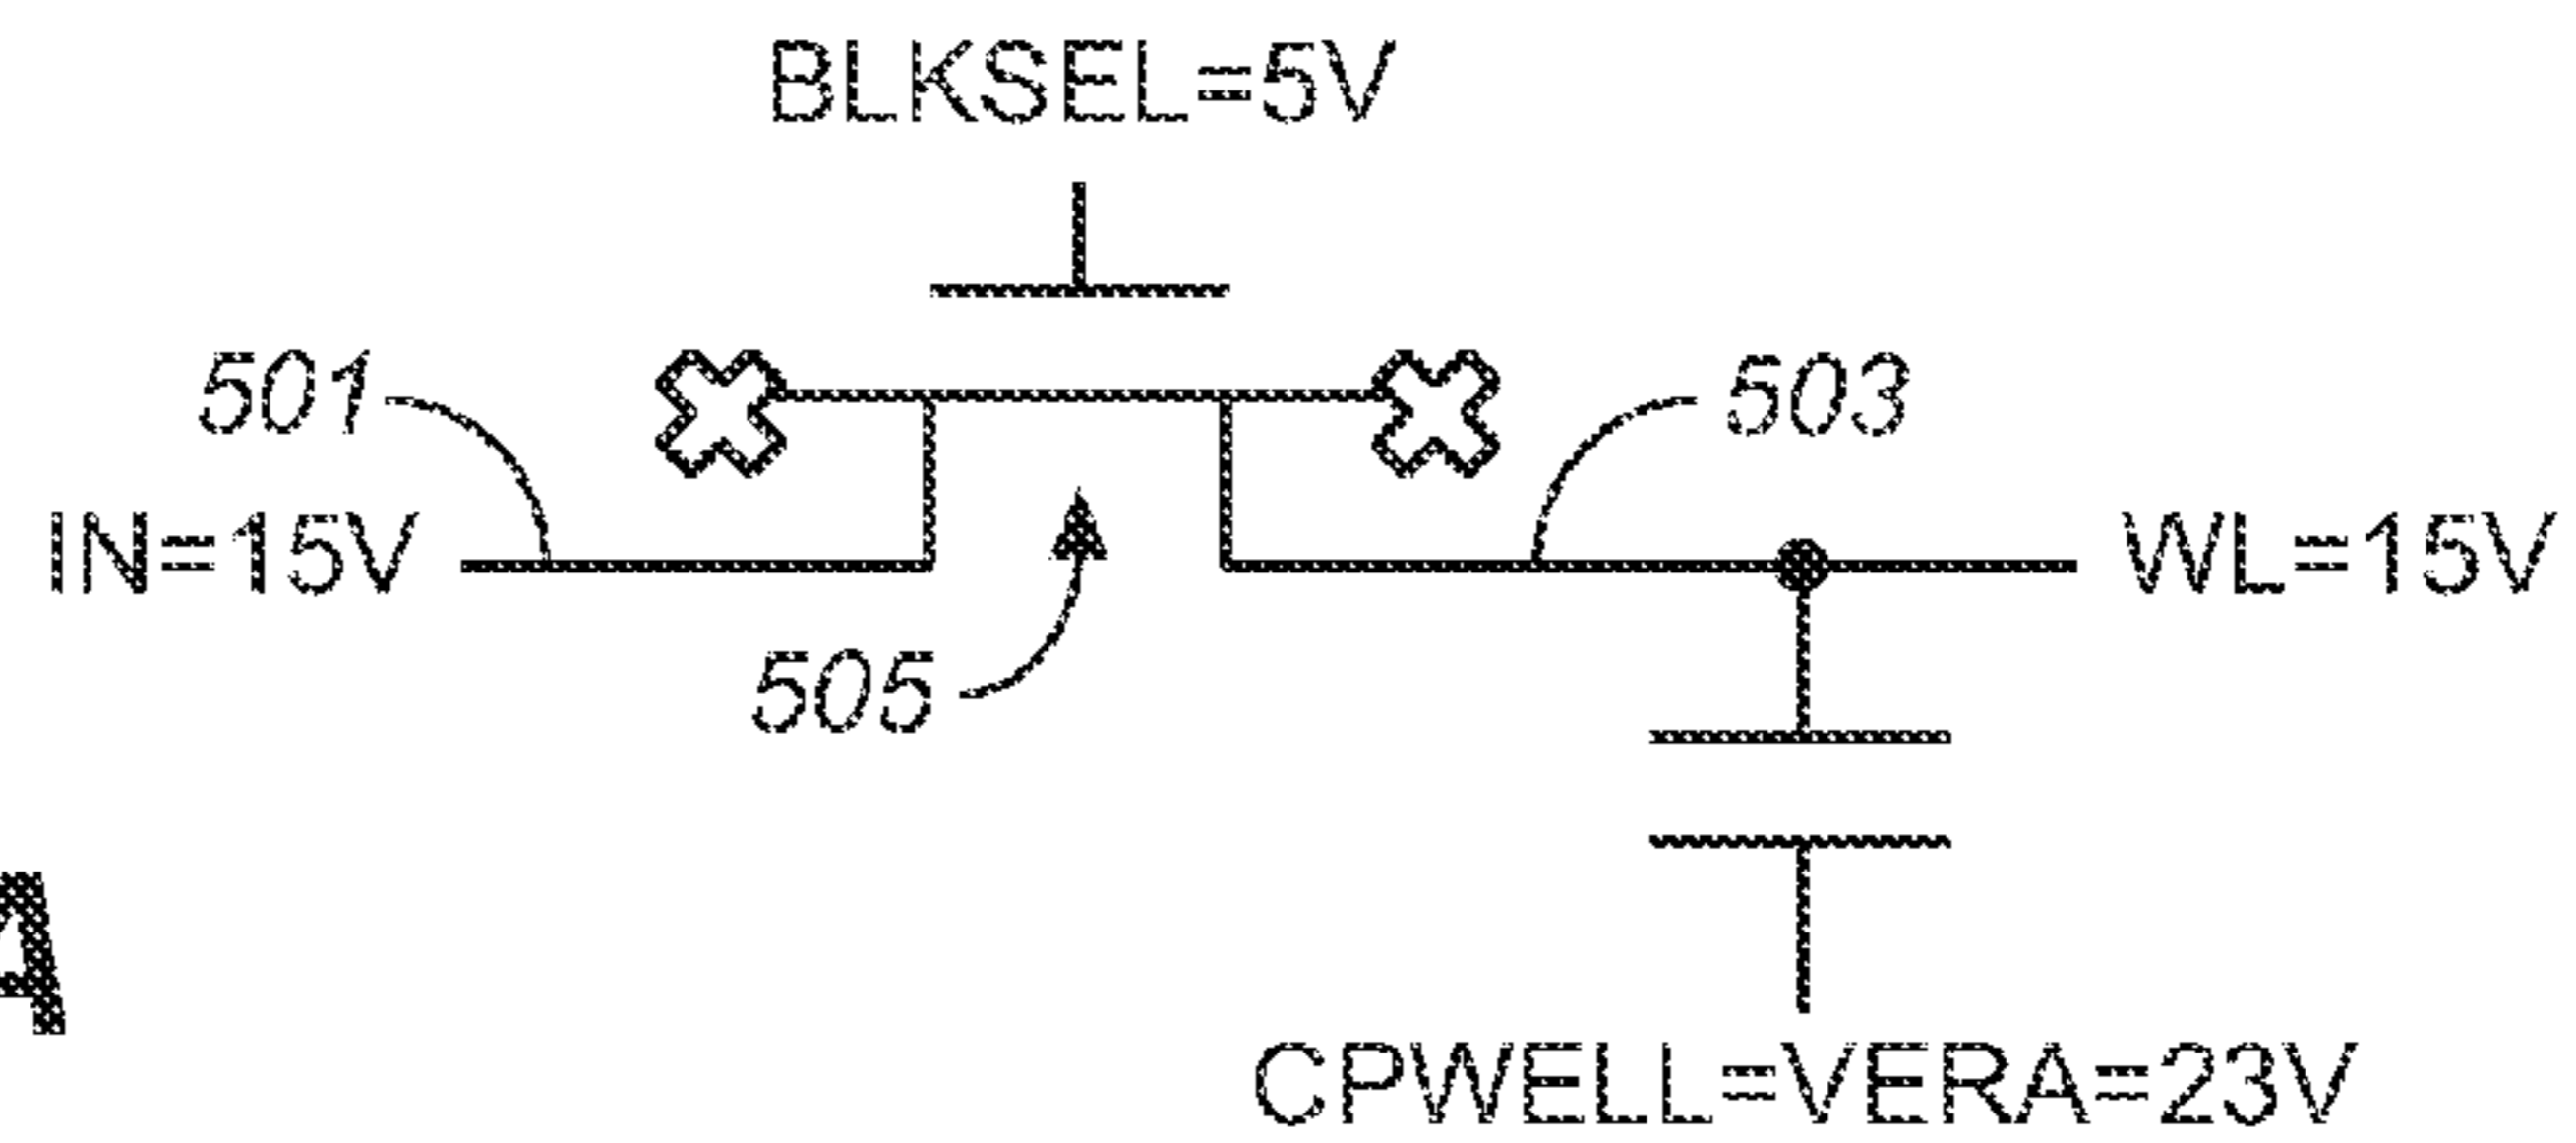 BLKSEL=5V
501
503
IN=15V
WL=15V
505
A
CPWELL=VERA=23V